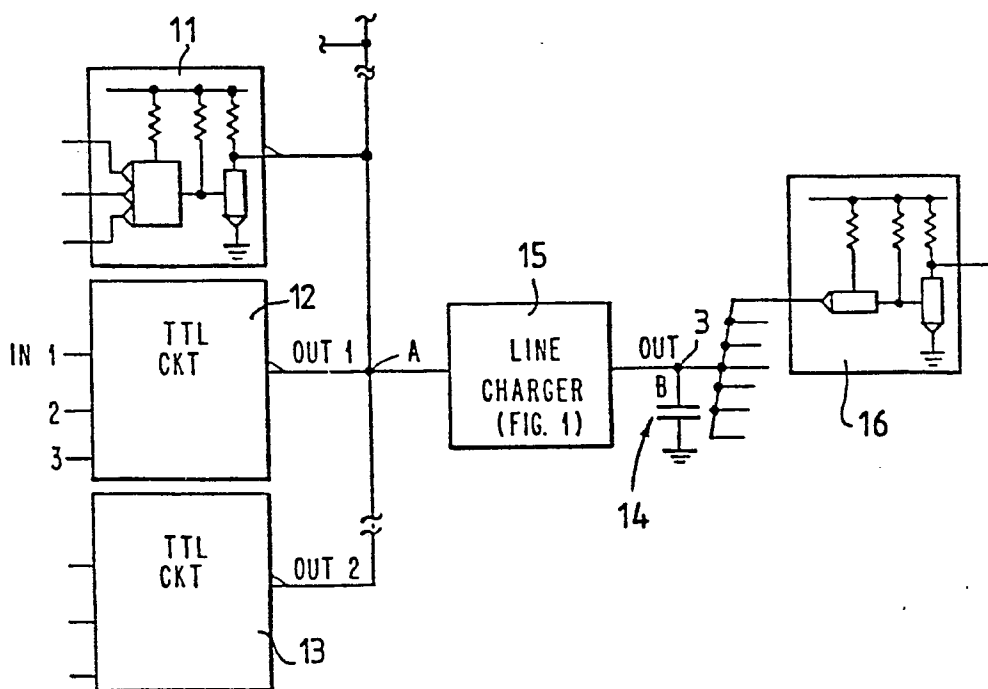 11
12
TTL
CKT
IN 1
2
3
OUT 1
A
15
LINE
CHARGER
(FIG. 1)
OUT
3
B
14
16
TTL
CKT
OUT 2
13